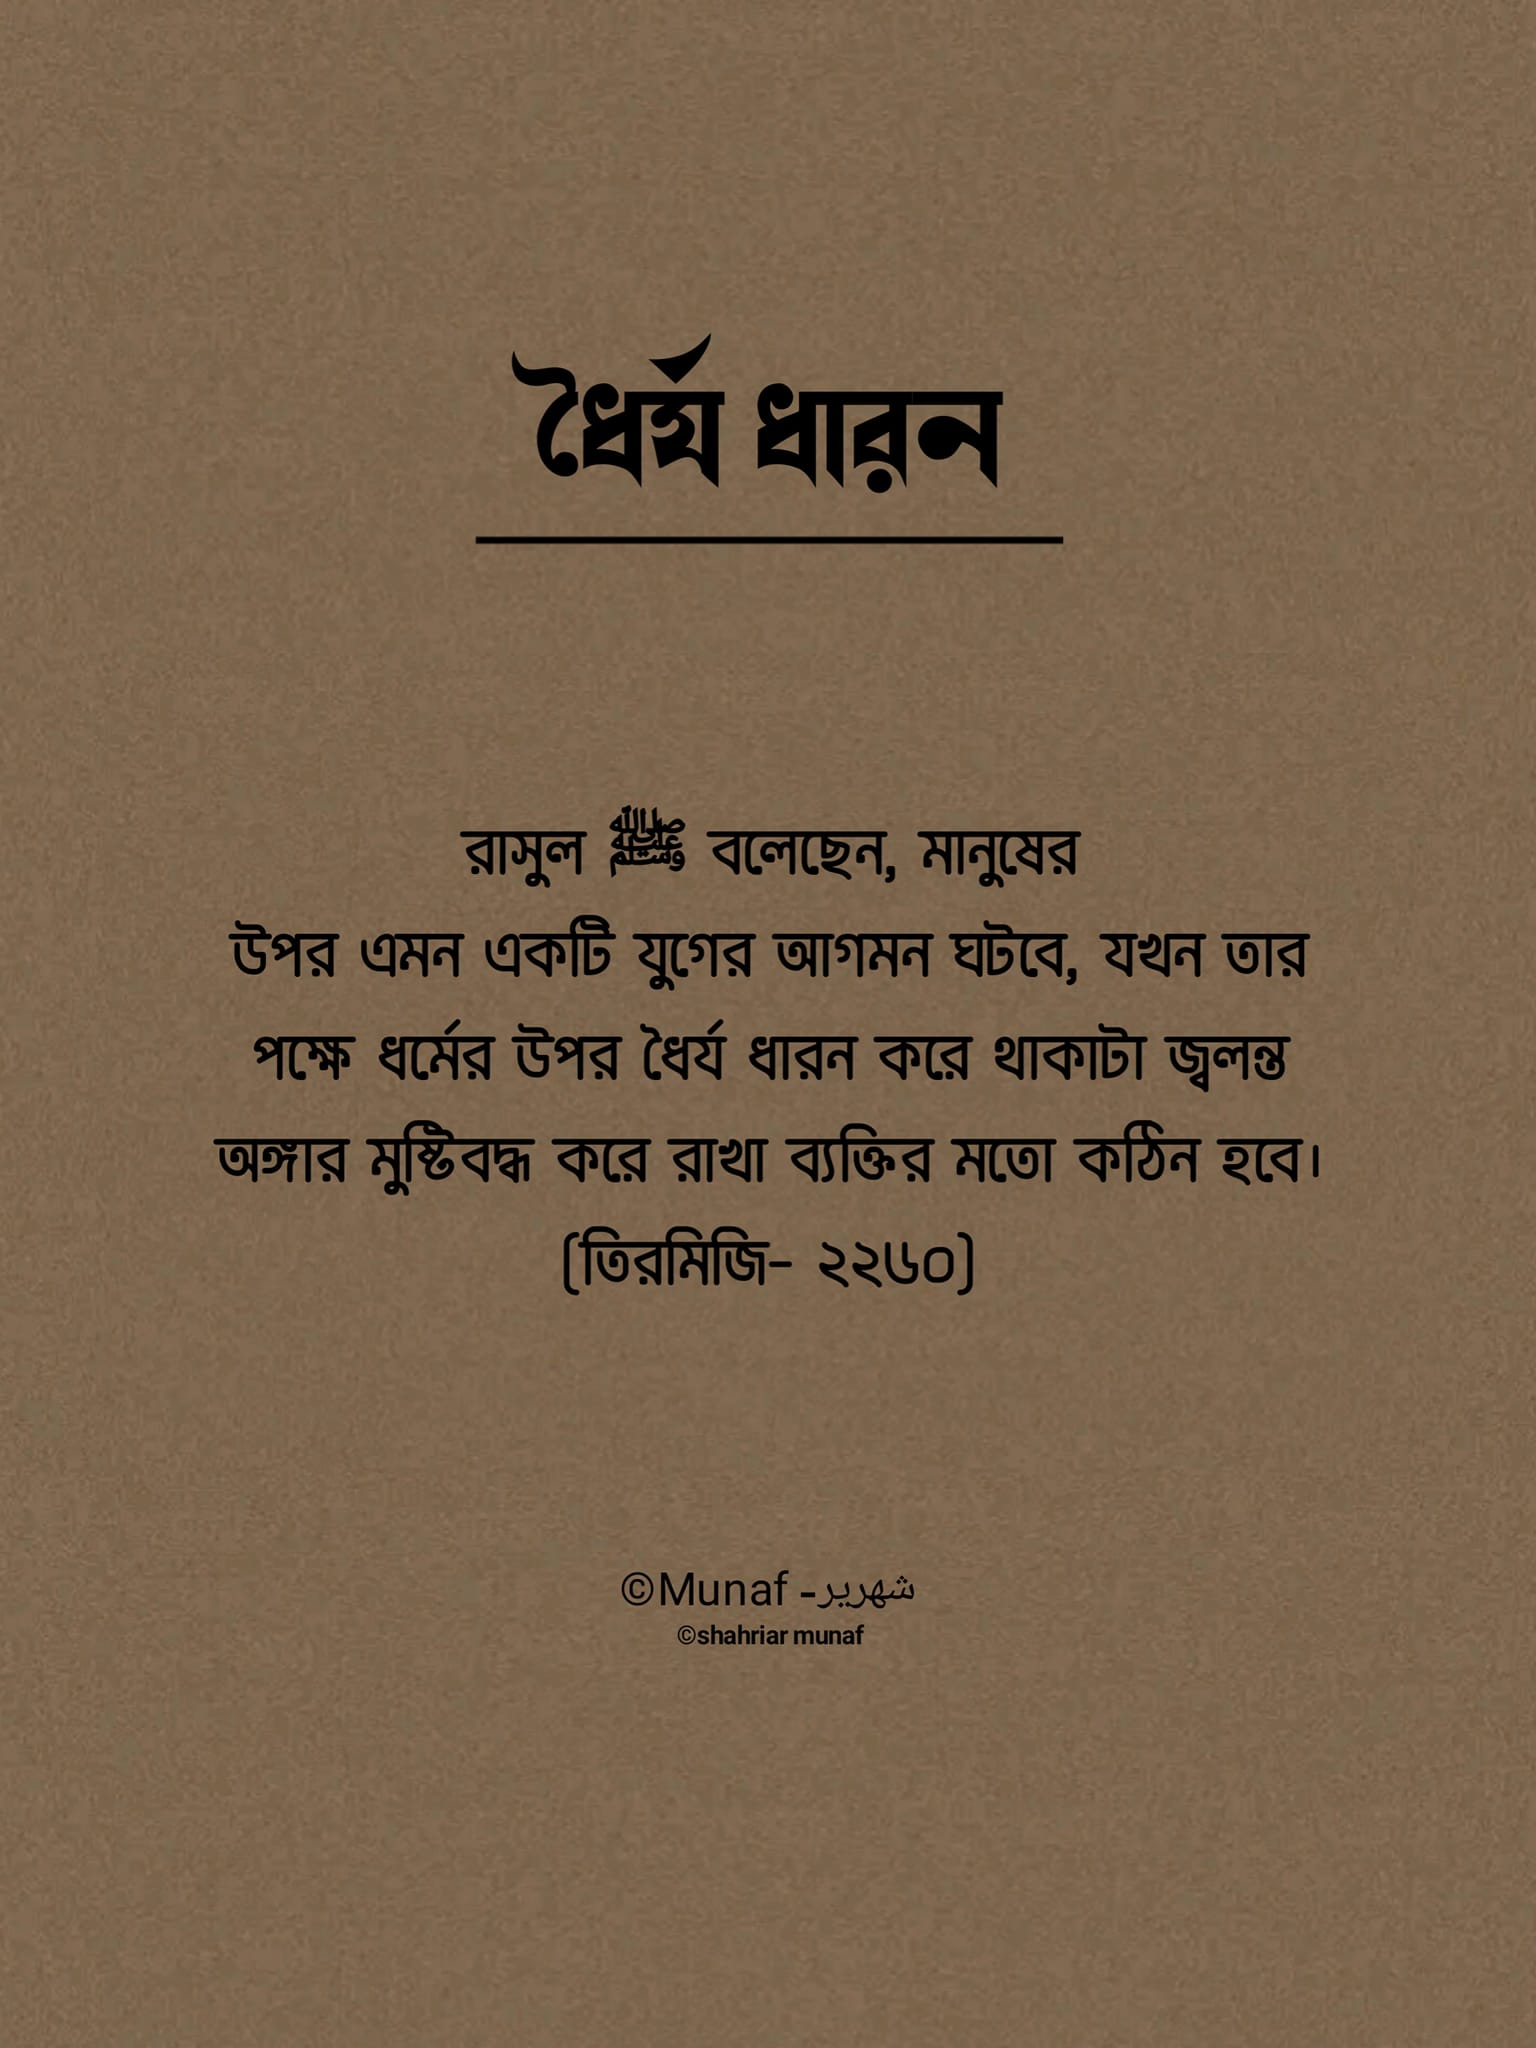 ধৈর্য ধারন
রাসুল ﷺ বলেছেন, মানুষের
উপর এমন একটি যুগের আগমন ঘটবে, যখন তার
পক্ষে ধর্মের উপর ধৈর্য ধারন করে থাকাটা জ্বলন্ত
অঙ্গার মুষ্টিবদ্ধ করে রাখা ব্যক্তির মতো কঠিন হবে।
(তিরমিজি- ২২৬০)
©Munaf -شهرير
©shahriar munaf